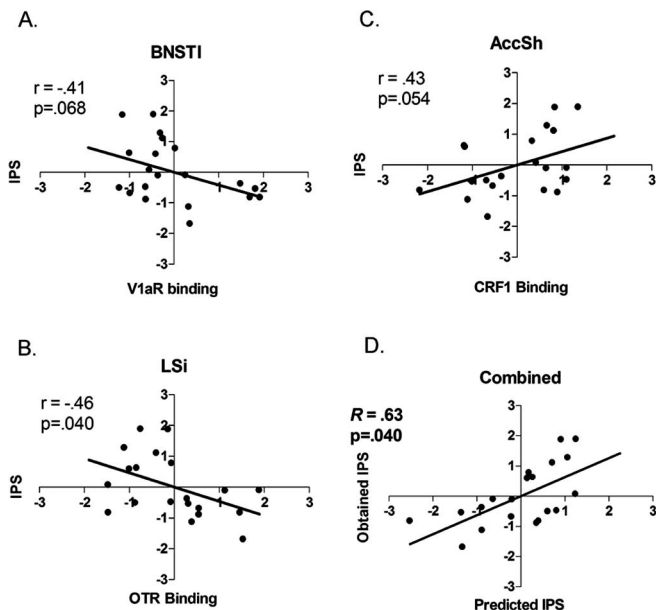 A.
BNSTl
r = -.41
p=.068
IPS
3
2
1
-3 -2 -1 1 2 3
-1
-2
-3
V1aR binding
B.
LSi
r = -.46
p=.040
IPS
3
2
1
-3 -2 -1 1 2 3
-1
-2
-3
OTR Binding
C.
AccSh
r = .43
p=.054
IPS
3
2
1
-3 -2 -1 1 2 3
-1
-2
-3
CRF1 Binding
D.
Combined
R = .63
p=.040
Obtained IPS
3
2
1
-3 -2 -1 1 2 3
-1
-2
-3
Predicted IPS